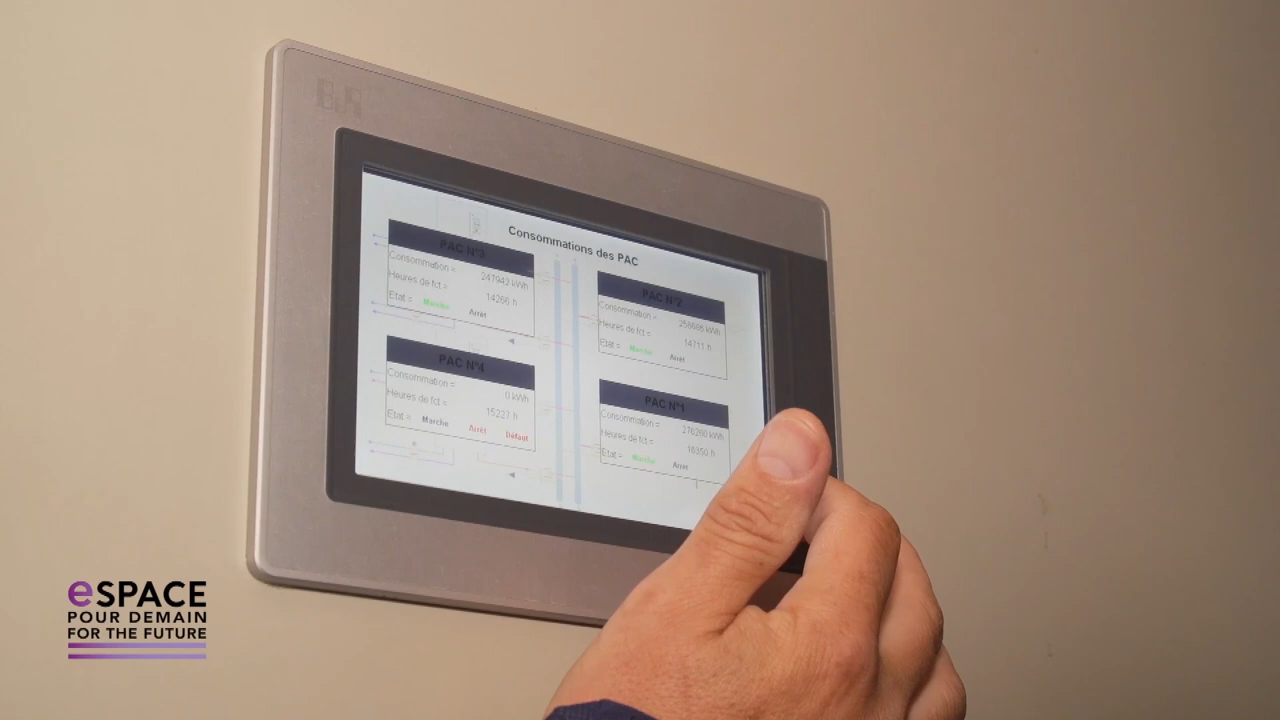 B&R
Consommations des PAC
PAC N°3
Consommation =
247942 kWh
Heures de fct =
14266 h
Etat = Marche Arrêt
PAC N°2
Consommation =
258686 kWh
Heures de fct =
14711 h
Etat = Marche Arrêt
PAC N°4
Consommation =
0 kWh
Heures de fct =
15227 h
Etat = Marche Arrêt Défaut
PAC N°1
Consommation =
276260 kWh
Heures de fct =
16350 h
Etat = Marche Arrêt
eSPACE
POUR DEMAIN
FOR THE FUTURE